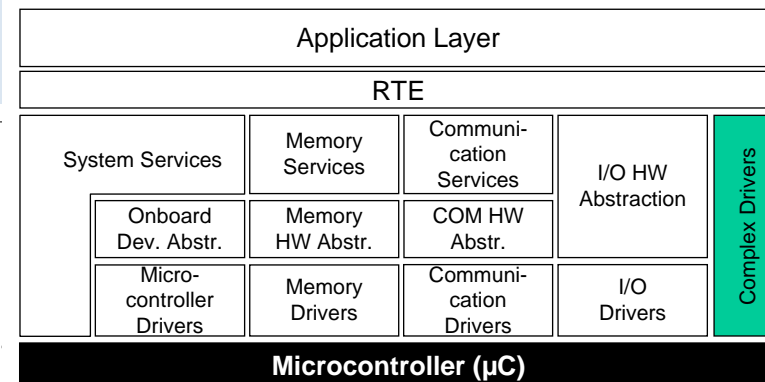 Application Layer
RTE
System Services
Memory
Services
Communi-
cation
Services
I/O HW
Abstraction
Complex Drivers
Onboard
Dev. Abstr.
Memory
HW Abstr.
COM HW
Abstr.
Micro-
controller
Drivers
Memory
Drivers
Communi-
cation
Drivers
I/O
Drivers
Microcontroller (µC)